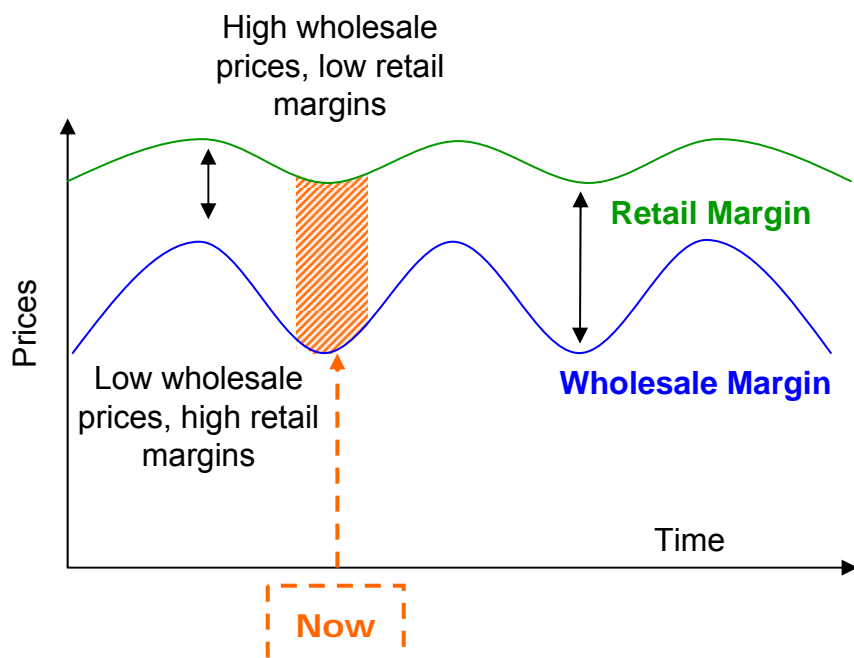 High wholesale
prices, low retail
margins
Retail Margin
Prices
Low wholesale
prices, high retail
margins
Wholesale Margin
Time
Now